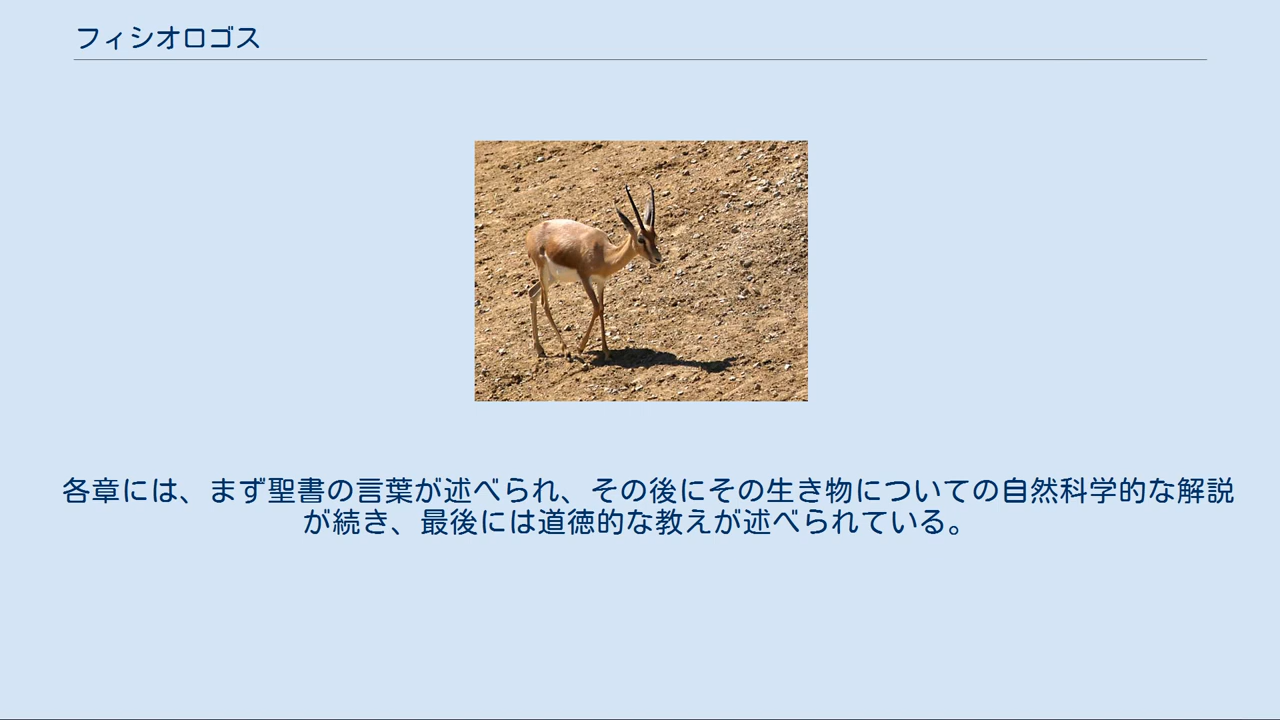 フィシオロゴス
各章には、まず聖書の言葉が述べられ、その後にその生き物についての自然科学的な解説
が続き、最後には道徳的な教えが述べられている。